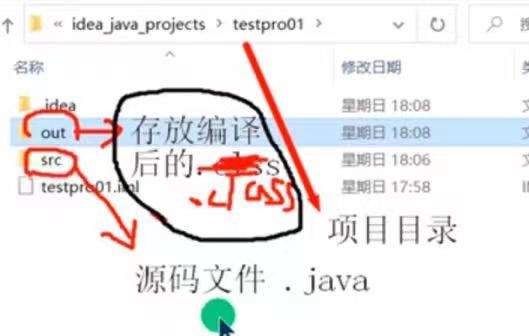 « idea_java_projects › testpro01 ›
名称
修改日期
.idea
星期日 18:08
out
存放编译
星期日 18:08
src
后的.
星期日 18:06
.class
testpro01.iml
星期日 17:58
项目目录
源码文件 .java